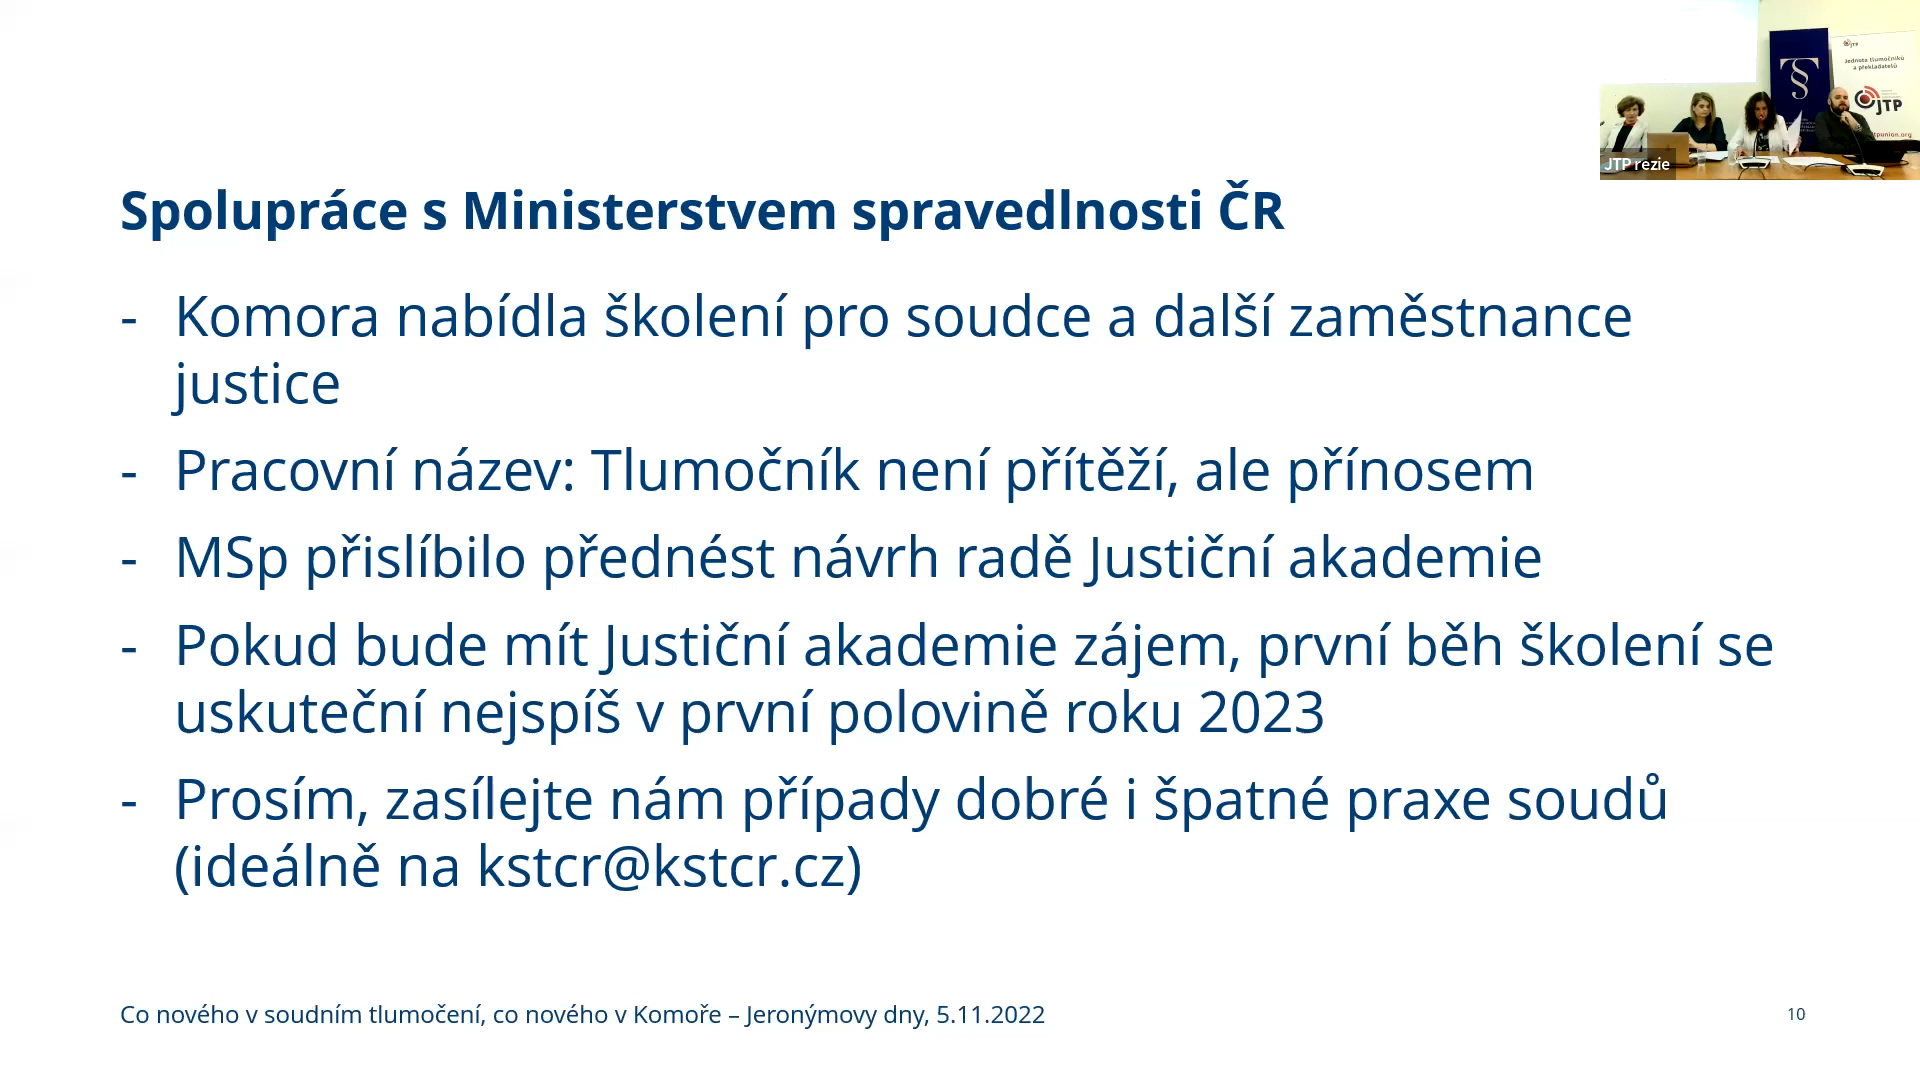 Jednota tlumočníků
a překladatelů
JTP
JTP rezie
Spolupráce s Ministerstvem spravedlnosti ČR
- Komora nabídla školení pro soudce a další zaměstnance
justice
- Pracovní název: Tlumočník není přítěží, ale přínosem
- MSp přislíbilo přednést návrh radě Justiční akademie
- Pokud bude mít Justiční akademie zájem, první běh školení se
uskuteční nejspíš v první polovině roku 2023
- Prosím, zasílejte nám případy dobré i špatné praxe soudů
(ideálně na kstcr@kstcr.cz)
Co nového v soudním tlumočení, co nového v Komoře – Jeronýmovy dny, 5.11.2022
10